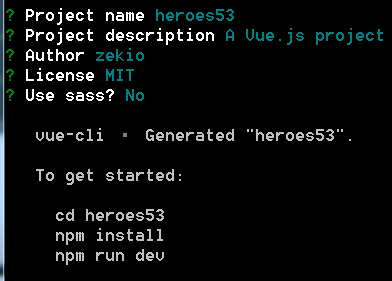 ? Project name heroes53
? Project description A Vue.js project
? Author zekio
? License MIT
? Use sass? No
vue-cli · Generated "heroes53".
To get started:
cd heroes53
npm install
npm run dev